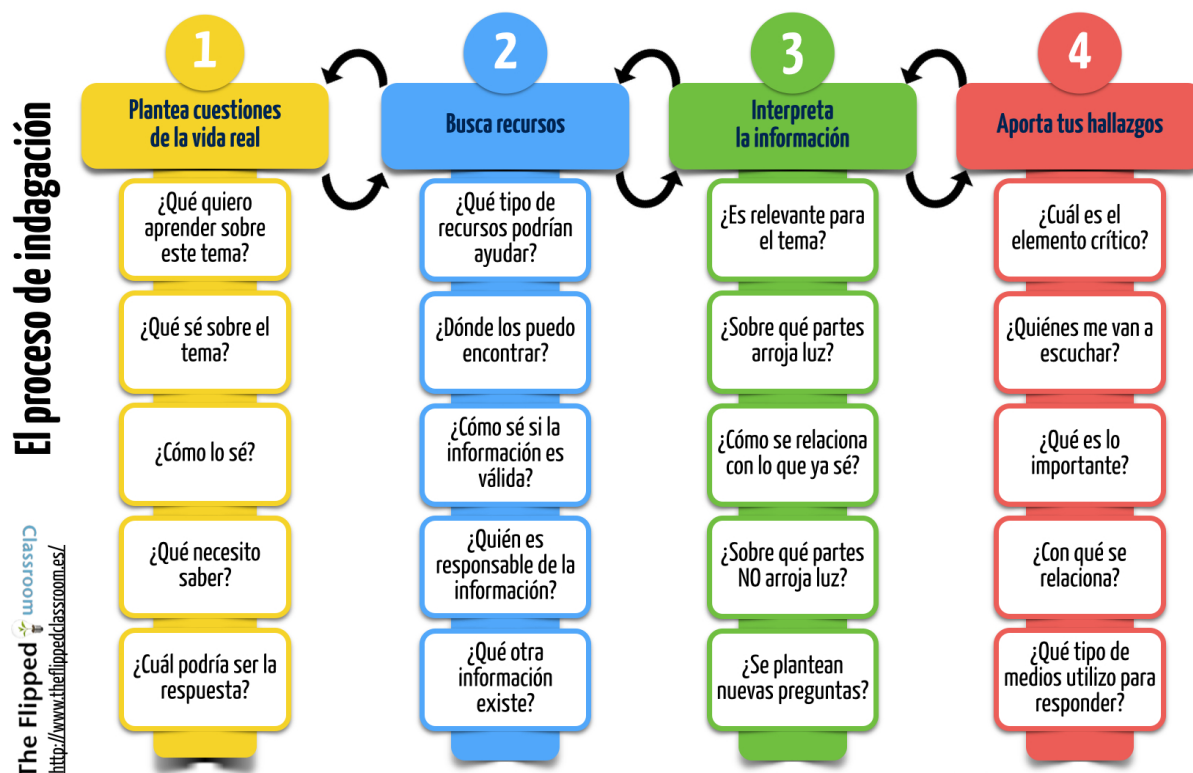 El proceso de indagación
The Flipped Classroom
http://www.theflippedclassroom.es/
1
Plantea cuestiones
de la vida real
¿Qué quiero
aprender sobre
este tema?
¿Qué sé sobre el
tema?
¿Cómo lo sé?
¿Qué necesito
saber?
¿Cuál podría ser la
respuesta?
2
Busca recursos
¿Qué tipo de
recursos podrían
ayudar?
¿Dónde los puedo
encontrar?
¿Cómo sé si la
información es
válida?
¿Quién es
responsable de la
información?
¿Qué otra
información
existe?
3
Interpreta
la información
¿Es relevante para
el tema?
¿Sobre qué partes
arroja luz?
¿Cómo se relaciona
con lo que ya sé?
¿Sobre qué partes
NO arroja luz?
¿Se plantean
nuevas preguntas?
4
Aporta tus hallazgos
¿Cuál es el
elemento crítico?
¿Quiénes me van a
escuchar?
¿Qué es lo
importante?
¿Con qué se
relaciona?
¿Qué tipo de
medios utilizo para
responder?